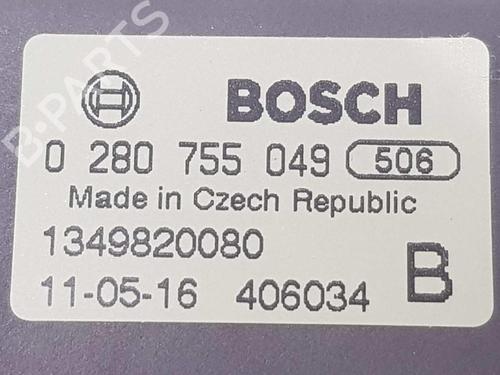 BOSCH
0 280 755 049 506
Made in Czech Republic
1349820080
11-05-16 406034 B
B-PARTS